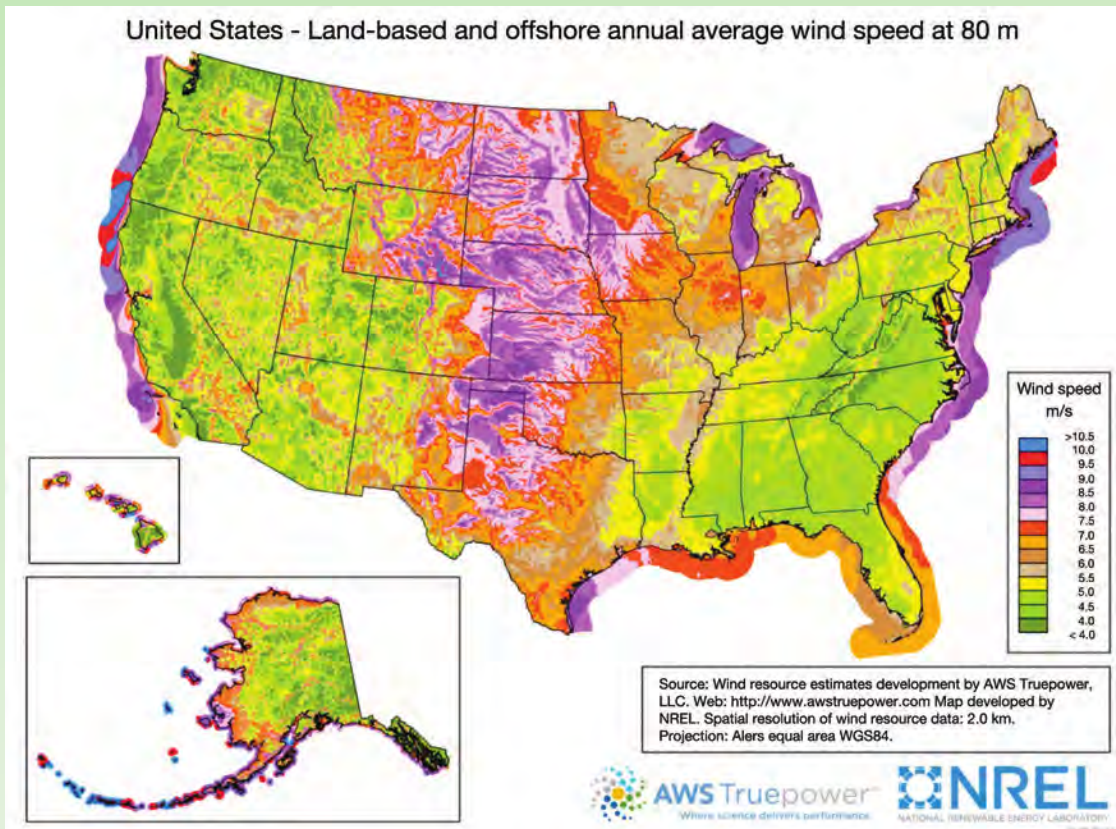 United States - Land-based and offshore annual average wind speed at 80 m
Wind speed
m/s
>10.5
10.0
9.5
9.0
8.5
8.0
7.5
7.0
6.5
6.0
5.5
5.0
4.5
4.0
< 4.0
Source: Wind resource estimates development by AWS Truepower,
LLC. Web: http://www.awstruepower.com Map developed by
NREL. Spatial resolution of wind resource data: 2.0 km.
Projection: Alers equal area WGS84.
AWS Truepower
Where science delivers performance.
NREL
NATIONAL RENEWABLE ENERGY LABORATORY